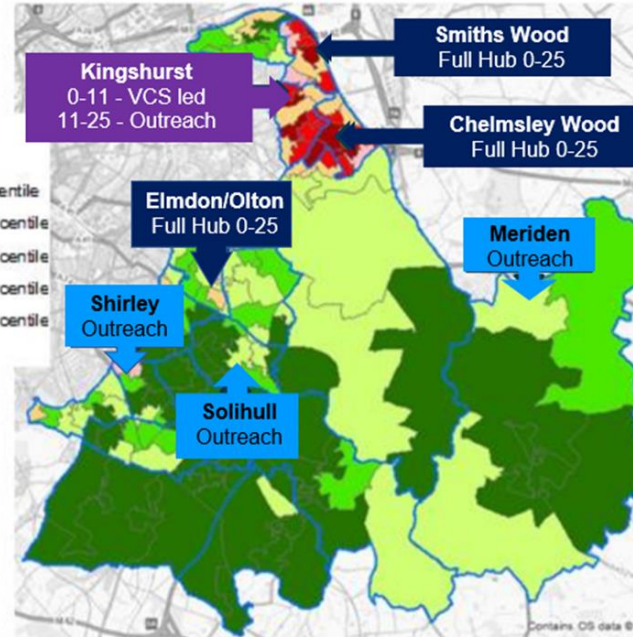 Smiths Wood
Full Hub 0-25
Kingshurst
0-11 - VCS led
11-25 - Outreach
Chelmsley Wood
Full Hub 0-25
entile
centile
centile
centile
centile
Elmdon/Olton
Full Hub 0-25
Meriden
Outreach
Shirley
Outreach
Solihull
Outreach
Contains OS data ©